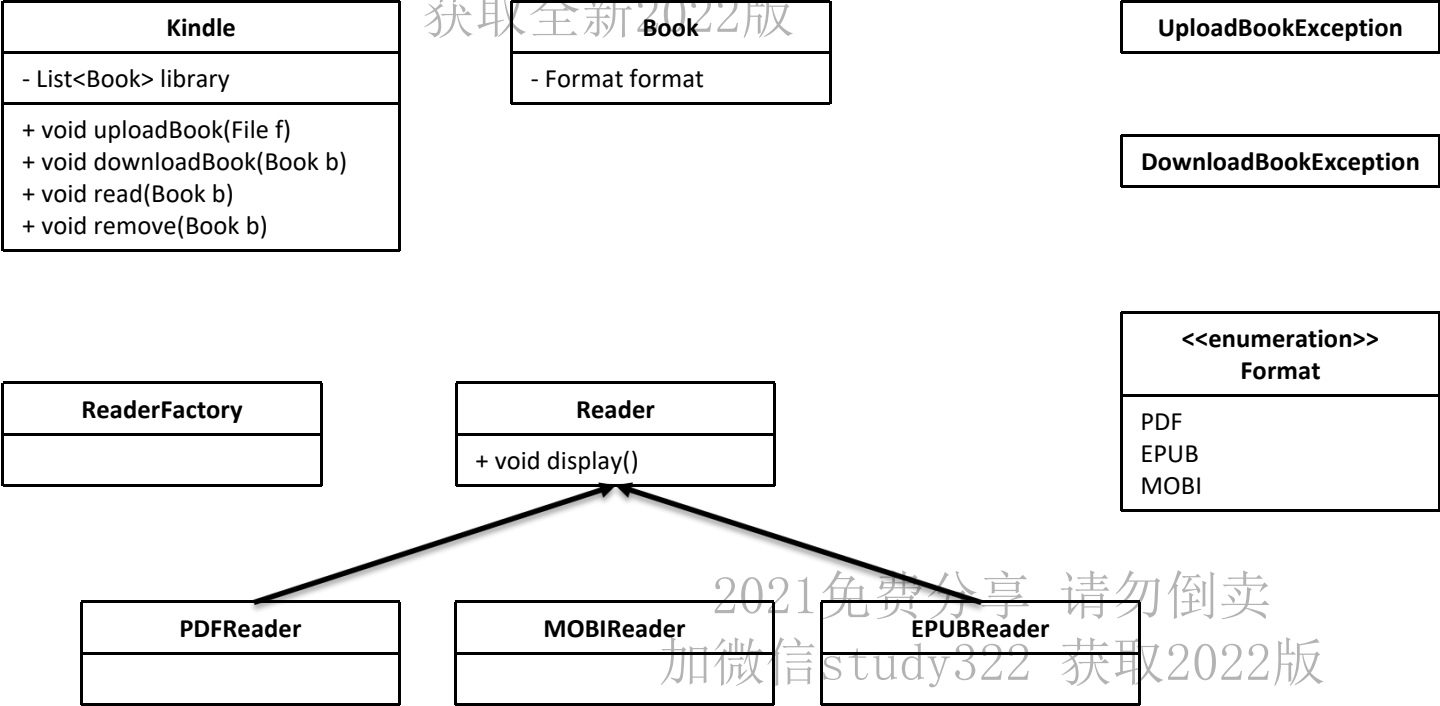 获取全新2022版
Kindle
- List<Book> library
+ void uploadBook(File f)
+ void downloadBook(Book b)
+ void read(Book b)
+ void remove(Book b)
Book
- Format format
UploadBookException
DownloadBookException
<<enumeration>>
Format
PDF
EPUB
MOBI
ReaderFactory
Reader
+ void display()
PDFReader
MOBIReader
EPUBReader
2021免费分享 请勿倒卖
加微信study322 获取2022版